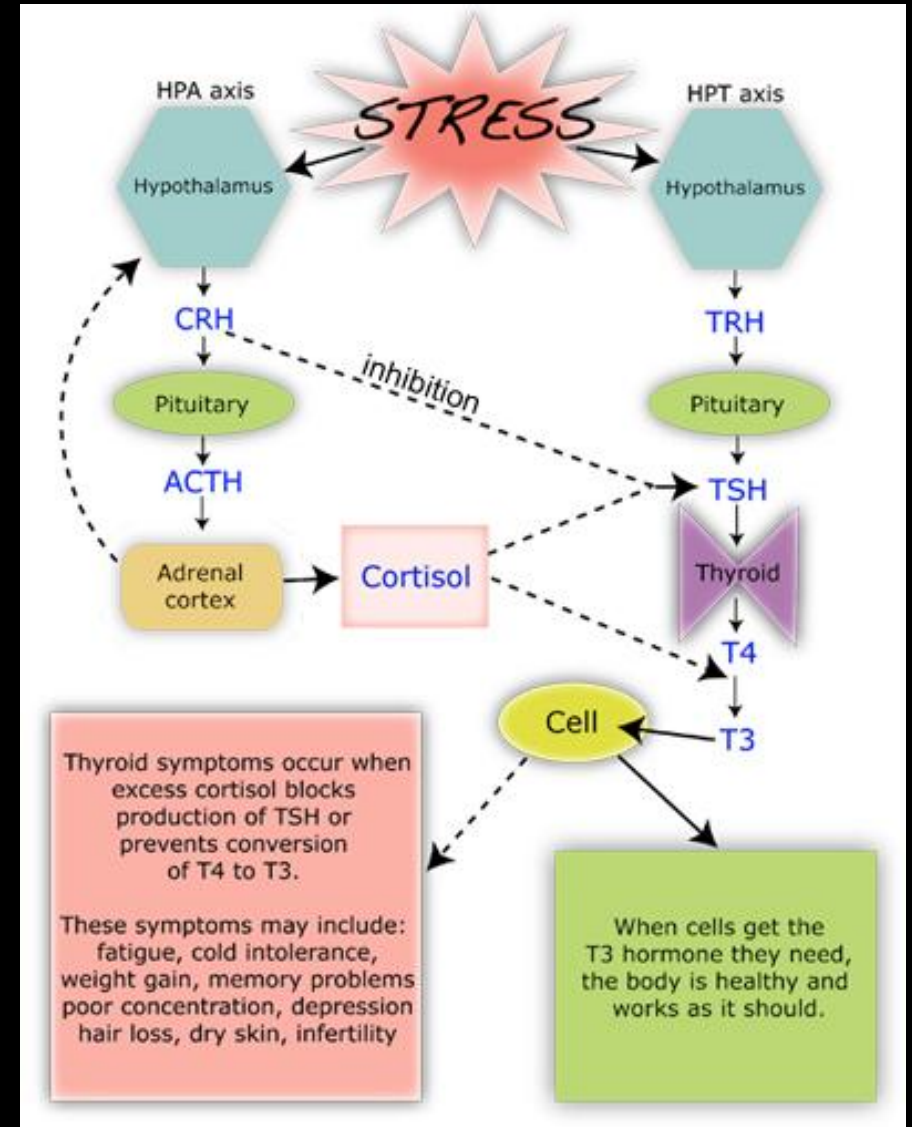 STRESS
HPA axis
Hypothalamus
CRH
Pituitary
ACTH
Adrenal
cortex
Cortisol
inhibition
HPT axis
Hypothalamus
TRH
Pituitary
TSH
Thyroid
T4
T3
Cell
Thyroid symptoms occur when
excess cortisol blocks
production of TSH or
prevents conversion
of T4 to T3.
These symptoms may include:
fatigue, cold intolerance,
weight gain, memory problems
poor concentration, depression
hair loss, dry skin, infertility
When cells get the
T3 hormone they need,
the body is healthy and
works as it should.